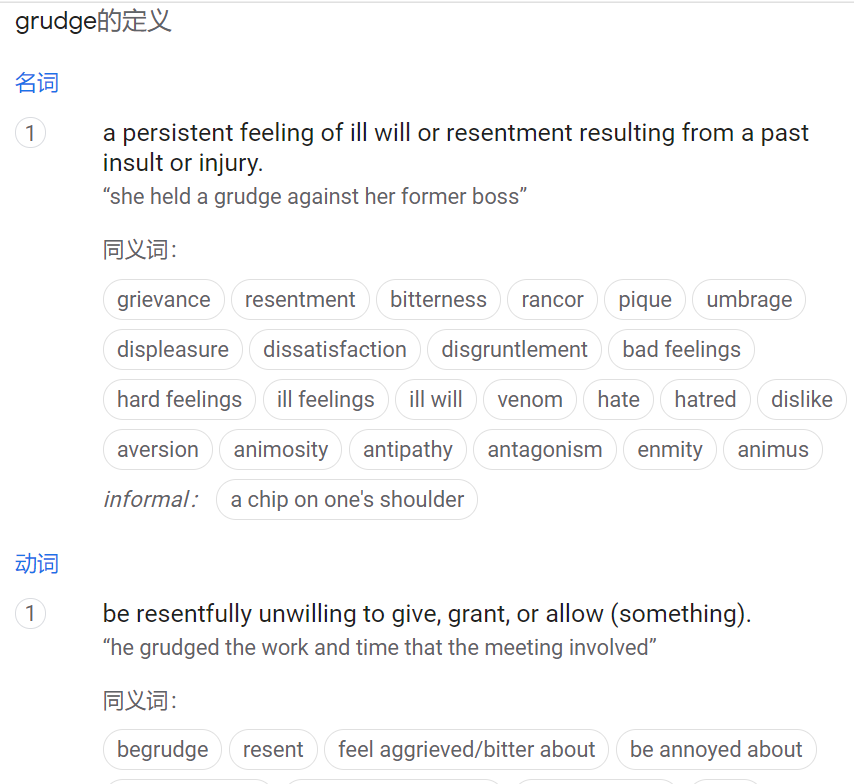 grudge的定义
名词
1
a persistent feeling of ill will or resentment resulting from a past
insult or injury.
“she held a grudge against her former boss”
同义词：
grievance resentment bitterness rancor pique umbrage
displeasure dissatisfaction disgruntlement bad feelings
hard feelings ill feelings ill will venom hate hatred dislike
aversion animosity antipathy antagonism enmity animus
informal： a chip on one's shoulder
动词
1
be resentfully unwilling to give, grant, or allow (something).
“he grudged the work and time that the meeting involved”
同义词：
begrudge resent feel aggrieved/bitter about be annoyed about